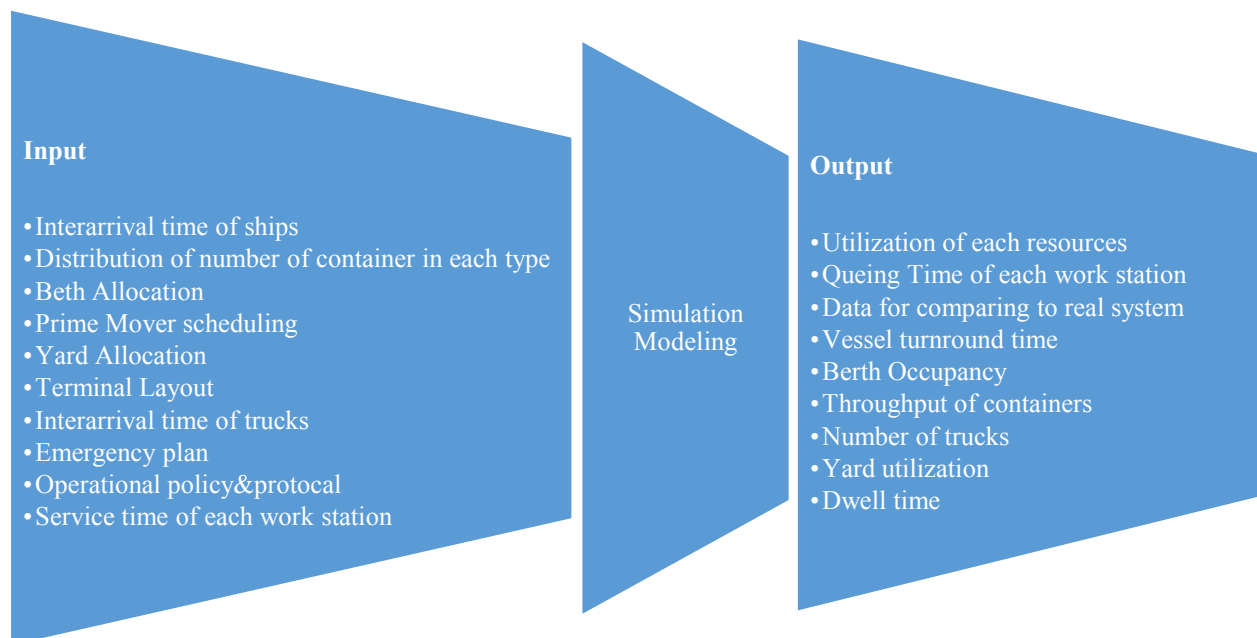 Input
•Interarrival time of ships
•Distribution of number of container in each type
•Beth Allocation
•Prime Mover scheduling
•Yard Allocation
•Terminal Layout
•Interarrival time of trucks
•Emergency plan
•Operational policy&protocal
•Service time of each work station
Simulation
Modeling
Output
•Utilization of each resources
•Queing Time of each work station
•Data for comparing to real system
•Vessel turnround time
•Berth Occupancy
•Throughput of containers
•Number of trucks
•Yard utilization
•Dwell time